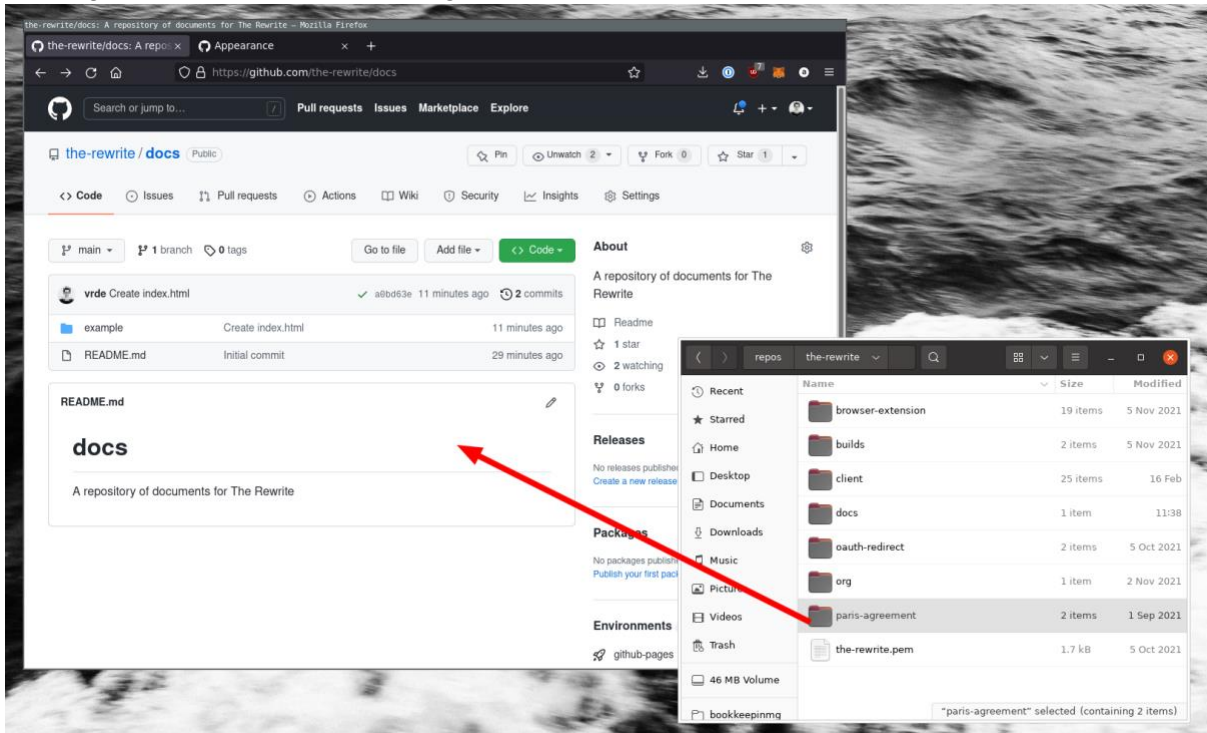 the-rewrite/docs: A repository of documents for The Rewrite — Mozilla Firefox
the-rewrite/docs: A repos × Appearance × +
https://github.com/the-rewrite/docs 7
Search or jump to... / Pull requests Issues Marketplace Explore
the-rewrite / docs Public Pin Unwatch 2 Fork 0 Star 1
<> Code Issues Pull requests Actions Wiki Security Insights Settings
main 1 branch 0 tags Go to file Add file <> Code
vrde Create index.html a0bd63e 11 minutes ago 2 commits
example Create index.html 11 minutes ago
README.md Initial commit 29 minutes ago
README.md
docs
A repository of documents for The Rewrite
About
A repository of documents for The
Rewrite
Readme
1 star
2 watching
0 forks
Releases
No releases publishe
Create a new release
Packages
No packages publish
Publish your first pack
Environments
github-pages
repos the-rewrite
Recent
Starred
Home
Desktop
Documents
Downloads
Music
Pictur
Videos
Trash
46 MB Volume
bookkeepinmg
Name Size Modified
browser-extension 19 items 5 Nov 2021
builds 2 items 5 Nov 2021
client 25 items 16 Feb
docs 1 item 11:38
oauth-redirect 2 items 5 Oct 2021
org 1 item 2 Nov 2021
paris-agreement 2 items 1 Sep 2021
the-rewrite.pem 1.7 kB 5 Oct 2021
"paris-agreement" selected (containing 2 items)